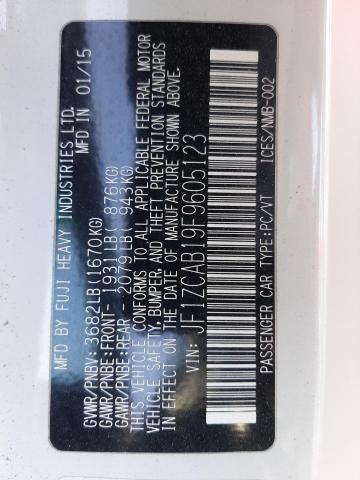 MFD BY FUJI HEAVY INDUSTRIES LTD.
MFD IN 01/15
GVWR/PNBV: 3682LB(1670KG)
GAWR/PNBE:FRONT- 1931LB( 876KG)
GAWR/PNBE:REAR- 2079LB( 943KG)
THIS VEHICLE CONFORMS TO ALL APPLICABLE FEDERAL MOTOR
VEHICLE SAFETY, BUMPER, AND THEFT PREVENTION STANDARDS
IN EFFECT ON THE DATE OF MANUFACTURE SHOWN ABOVE.
VIN: JF1ZCAB19F9605123
PASSENGER CAR TYPE:PC/VT ICES/NMB-002